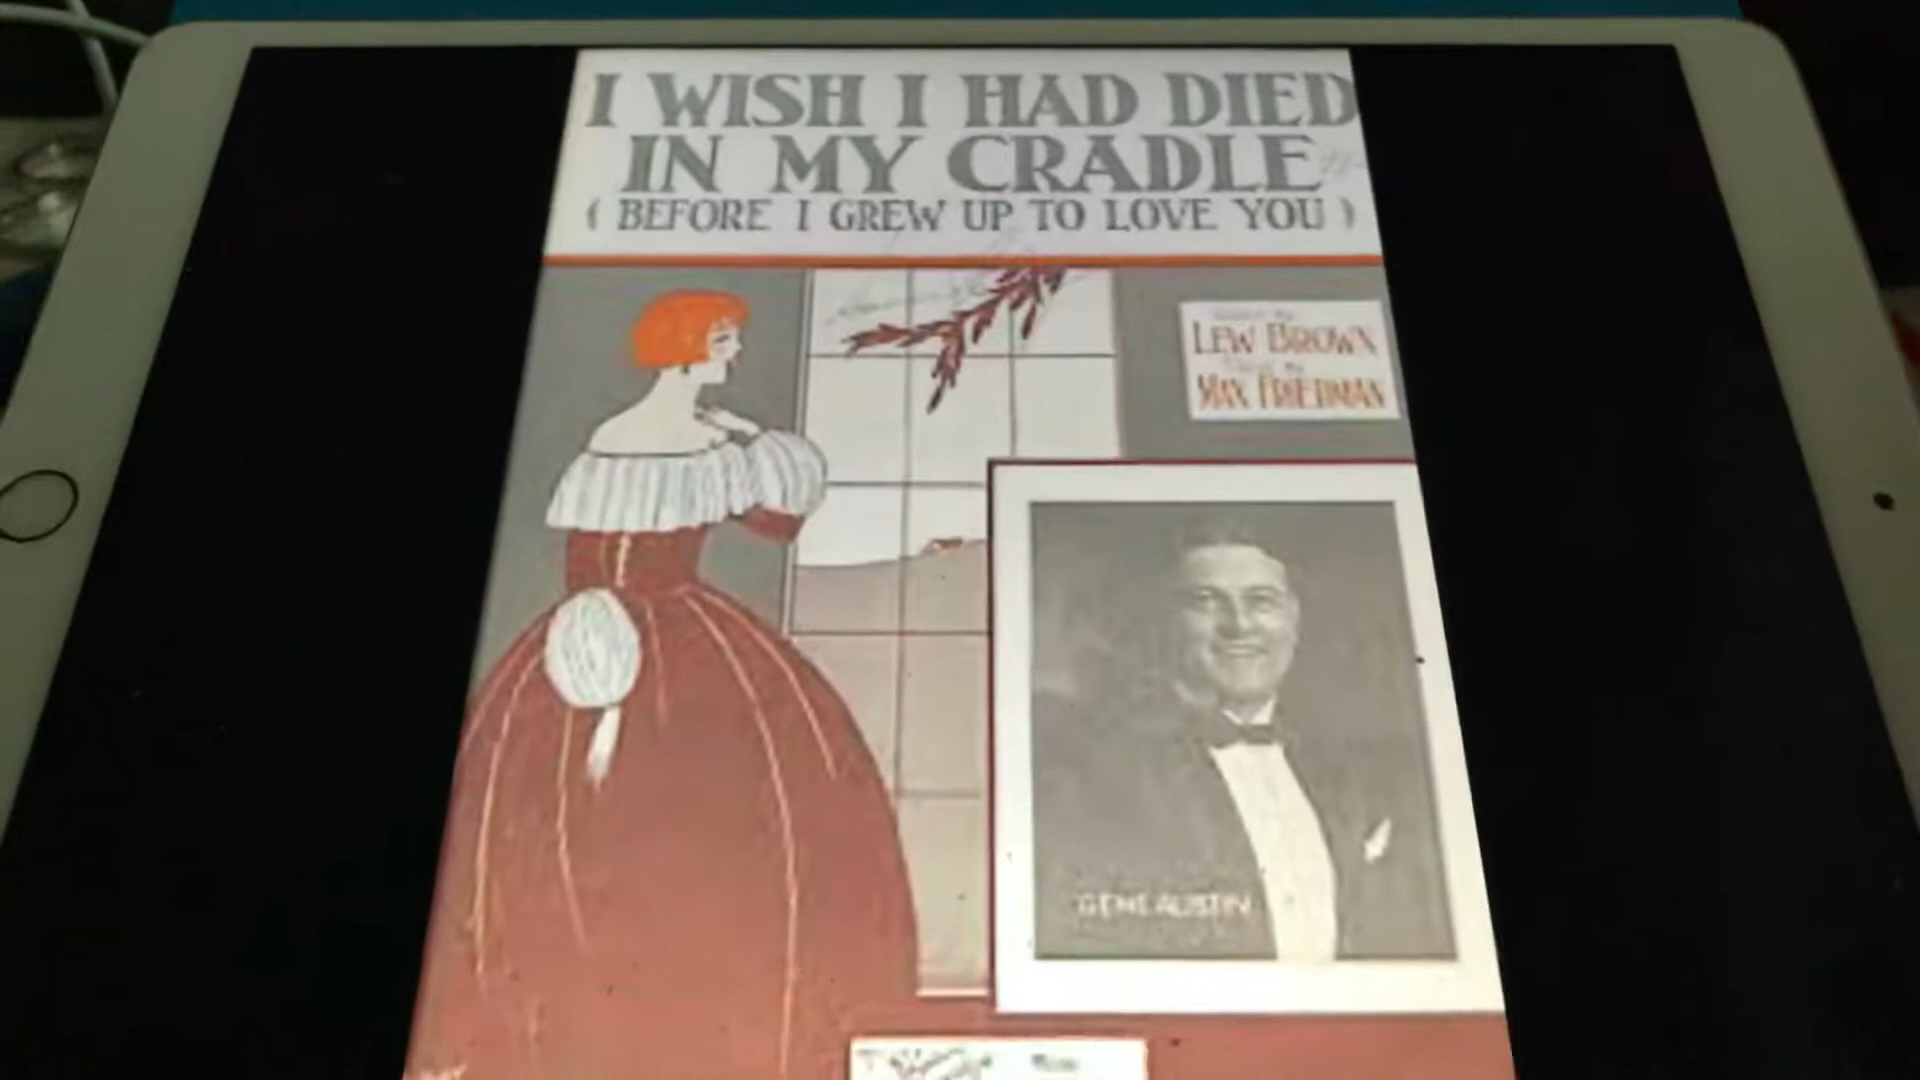 I WISH I HAD DIED
IN MY CRADLE
( BEFORE I GREW UP TO LOVE YOU )
LEW BROWN
MAX FRIEDMAN
GENE AUSTIN